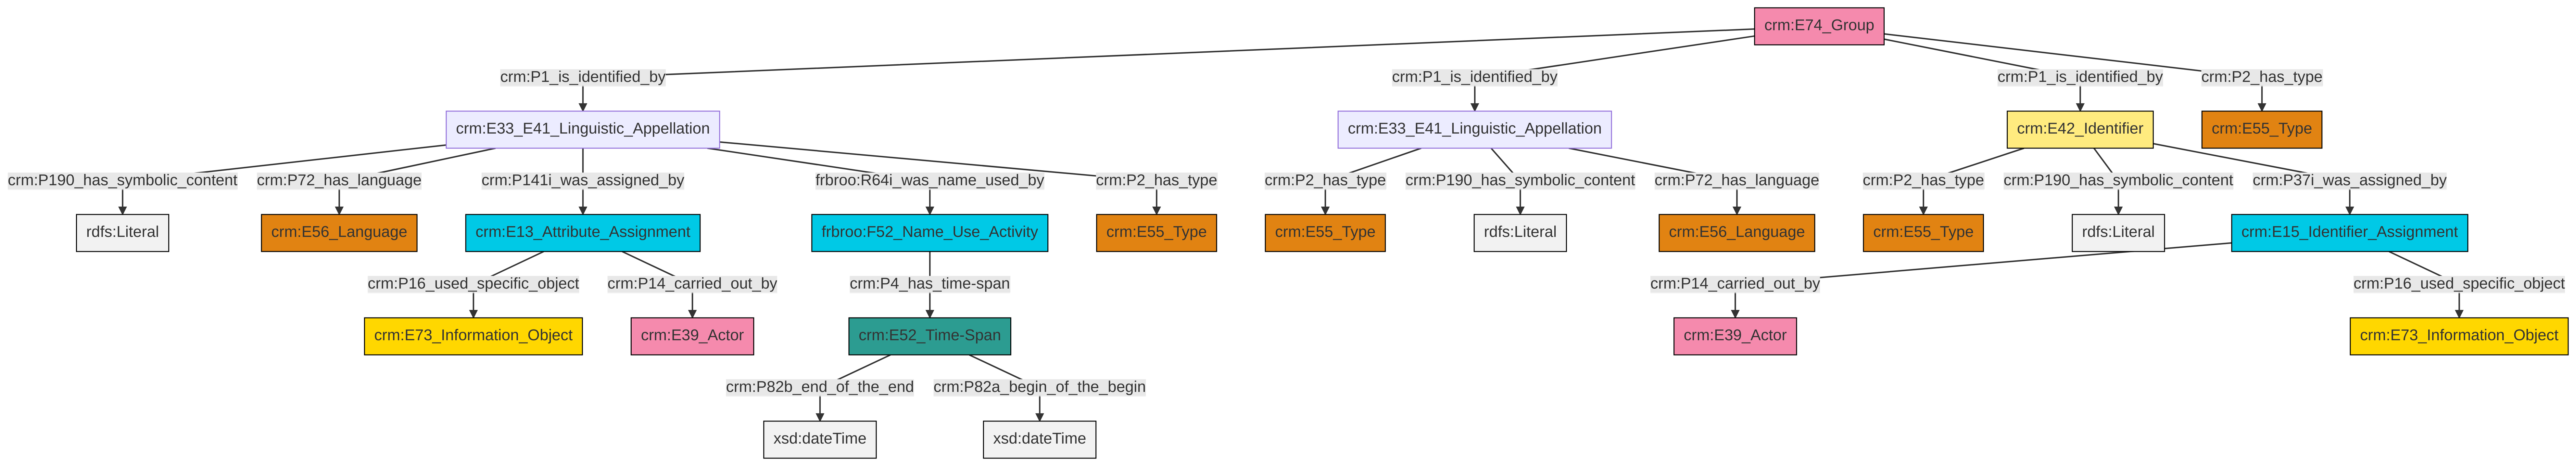 crm:E74_Group
crm:P1_is_identified_by
crm:P1_is_identified_by
crm:P1_is_identified_by
crm:P2_has_type
crm:E33_E41_Linguistic_Appellation
crm:E33_E41_Linguistic_Appellation
crm:E42_Identifier
crm:E55_Type
crm:P190_has_symbolic_content
crm:P72_has_language
crm:P141i_was_assigned_by
frbroo:R64i_was_name_used_by
crm:P2_has_type
crm:P2_has_type
crm:P190_has_symbolic_content
crm:P72_has_language
crm:P2_has_type
crm:P190_has_symbolic_content
crm:P37i_was_assigned_by
rdfs:Literal
crm:E56_Language
crm:E13_Attribute_Assignment
frbroo:F52_Name_Use_Activity
crm:E55_Type
crm:E55_Type
rdfs:Literal
crm:E56_Language
crm:E55_Type
rdfs:Literal
crm:E15_Identifier_Assignment
crm:P16_used_specific_object
crm:P14_carried_out_by
crm:P4_has_time-span
crm:P14_carried_out_by
crm:P16_used_specific_object
crm:E73_Information_Object
crm:E39_Actor
crm:E52_Time-Span
crm:E39_Actor
crm:E73_Information_Object
crm:P82b_end_of_the_end
crm:P82a_begin_of_the_begin
xsd:dateTime
xsd:dateTime